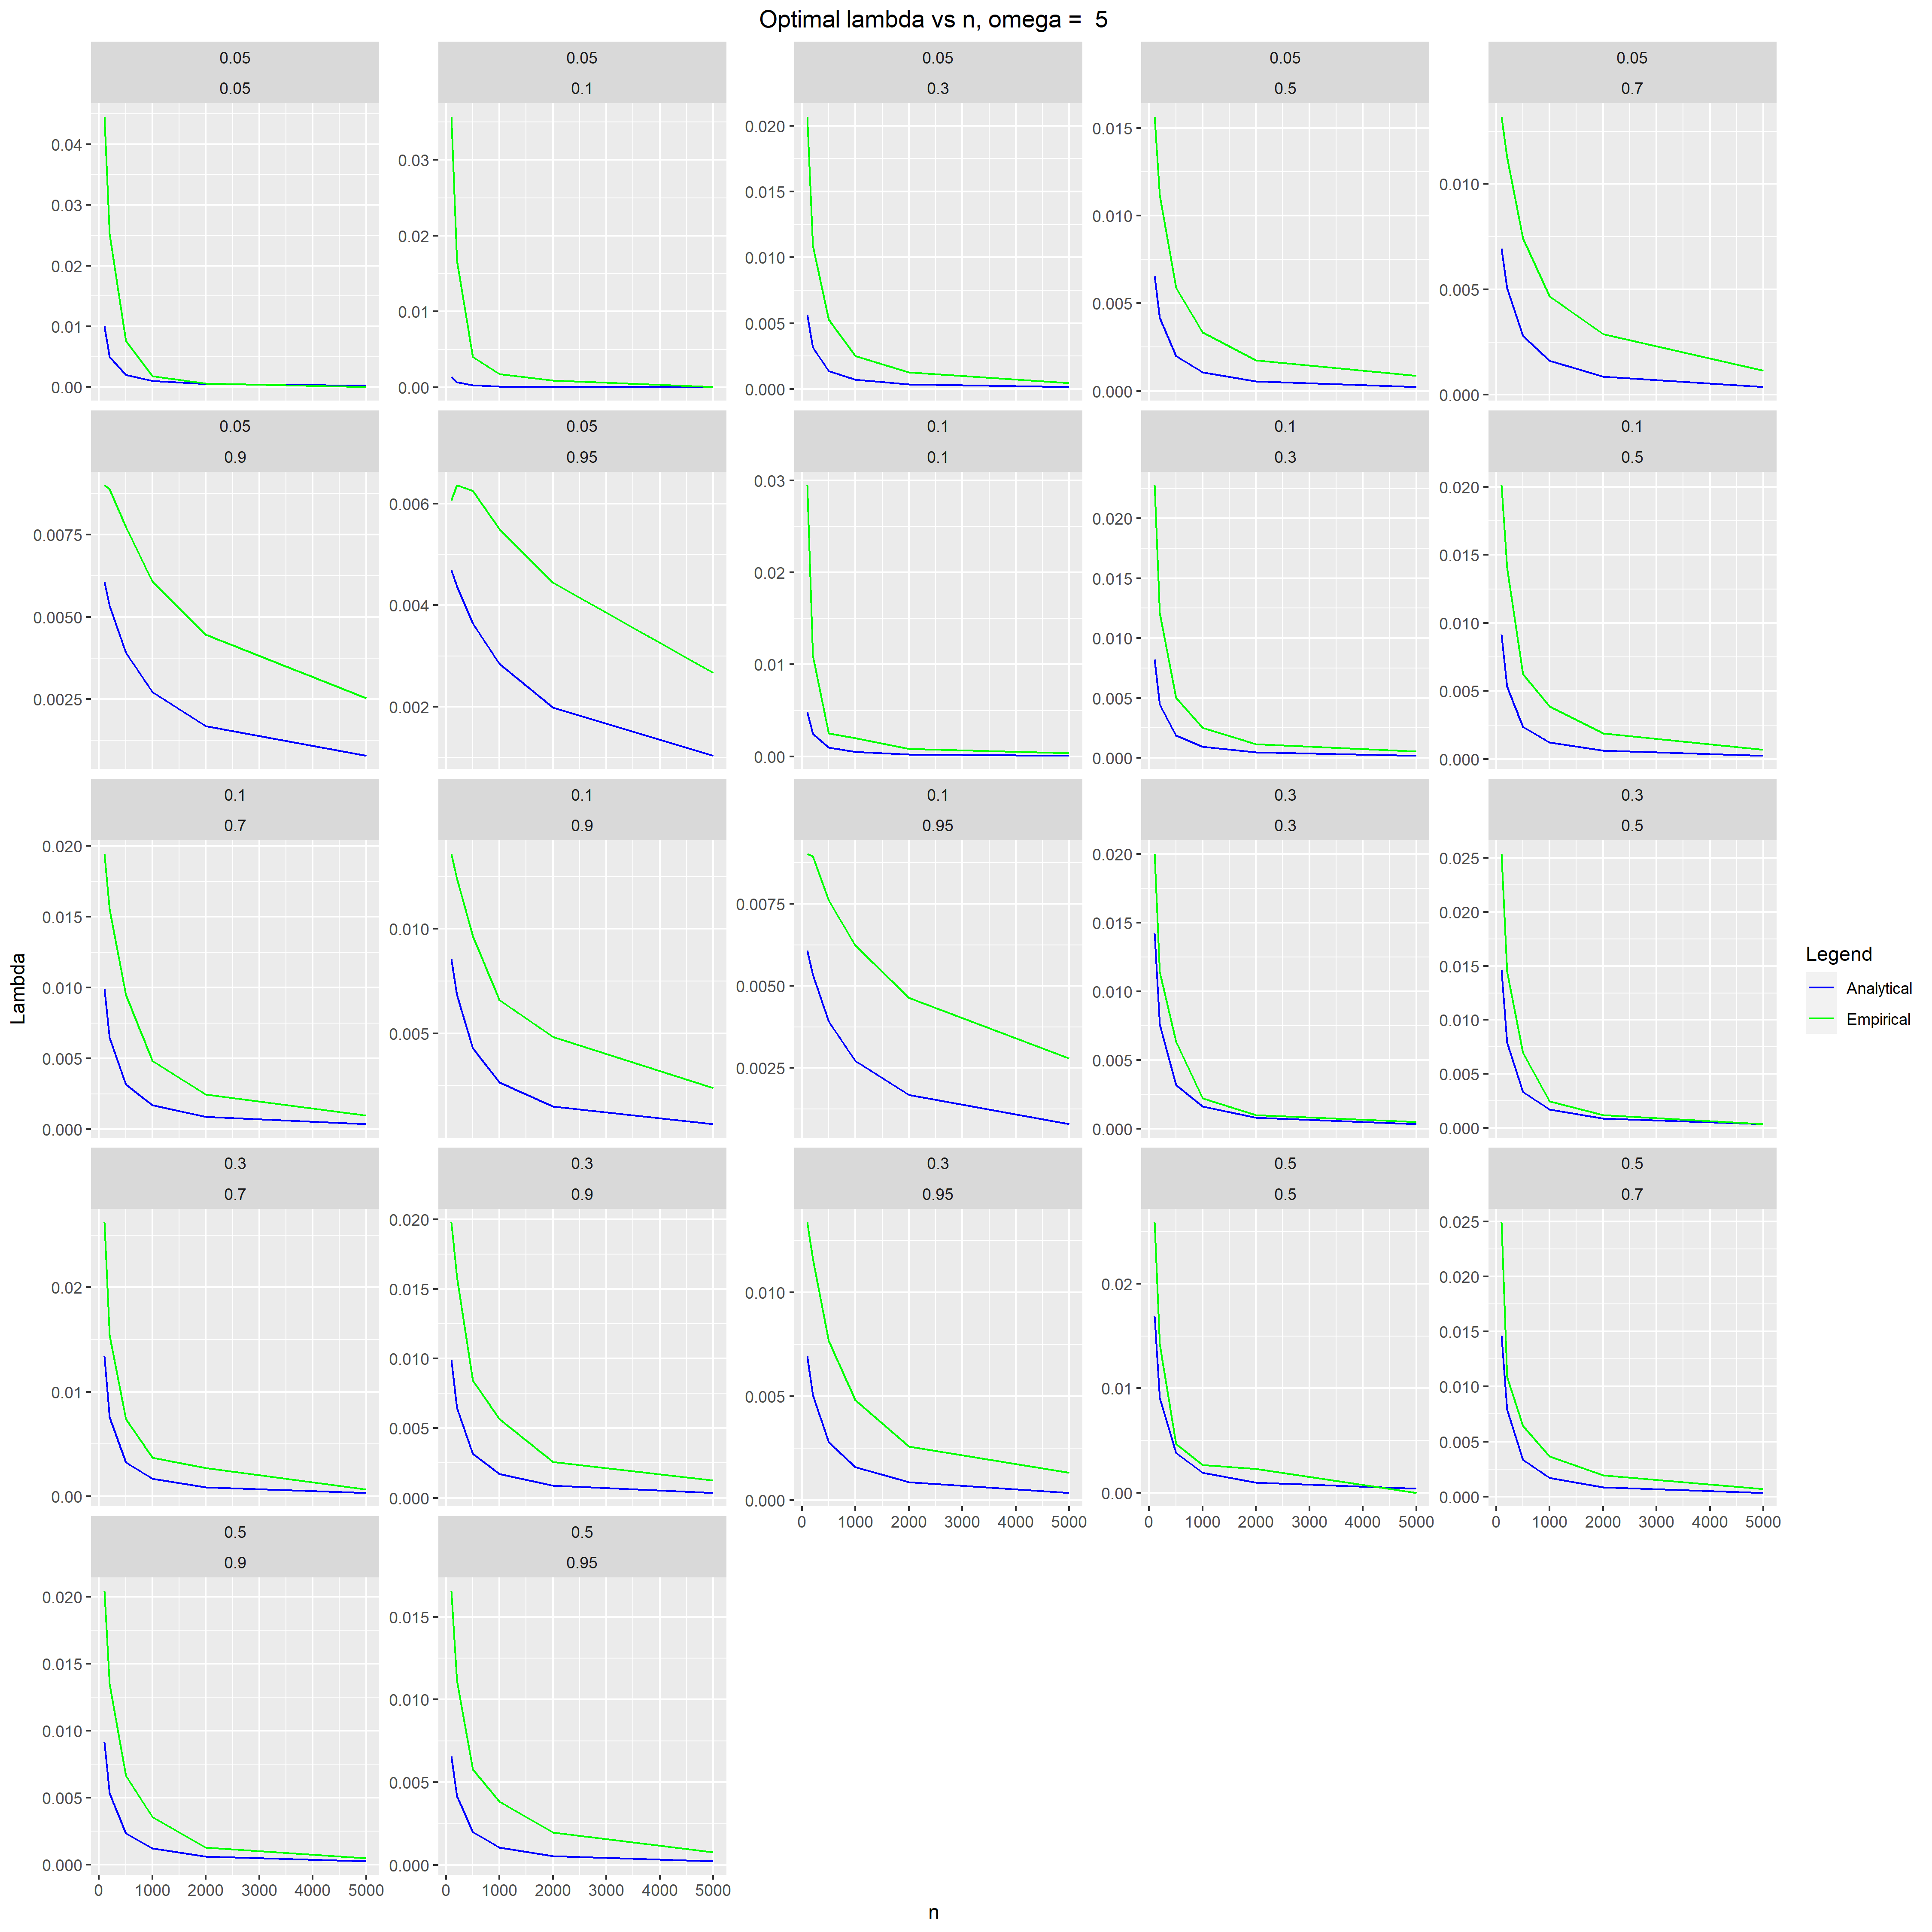 Optimal lambda vs n, omega =  5
0.05 0.05 0.05 0.05 0.05
0.05 0.1 0.3 0.5 0.7
0.04 0.03 0.02 0.01 0.00
0.03 0.02 0.01 0.00
0.020 0.015 0.010 0.005 0.000
0.015 0.010 0.005 0.000
0.010 0.005 0.000
0.05 0.05 0.1 0.1 0.1
0.9 0.95 0.1 0.3 0.5
0.0075 0.0050 0.0025
0.006 0.004 0.002
0.03 0.02 0.01 0.00
0.020 0.015 0.010 0.005 0.000
0.020 0.015 0.010 0.005 0.000
0.1 0.1 0.1 0.3 0.3
0.7 0.9 0.95 0.3 0.5
0.020 0.015 0.010 0.005 0.000
0.010 0.005
0.0075 0.0050 0.0025
0.020 0.015 0.010 0.005 0.000
0.025 0.020 0.015 0.010 0.005 0.000
0.3 0.3 0.3 0.5 0.5
0.7 0.9 0.95 0.5 0.7
0.02 0.01 0.00
0.020 0.015 0.010 0.005 0.000
0.010 0.005 0.000
0.02 0.01 0.00
0.025 0.020 0.015 0.010 0.005 0.000
0 1000 2000 3000 4000 5000
0 1000 2000 3000 4000 5000
0 1000 2000 3000 4000 5000
0.5 0.5
0.9 0.95
0.020 0.015 0.010 0.005 0.000
0.015 0.010 0.005 0.000
0 1000 2000 3000 4000 5000
0 1000 2000 3000 4000 5000
n
Lambda
Legend
Analytical
Empirical